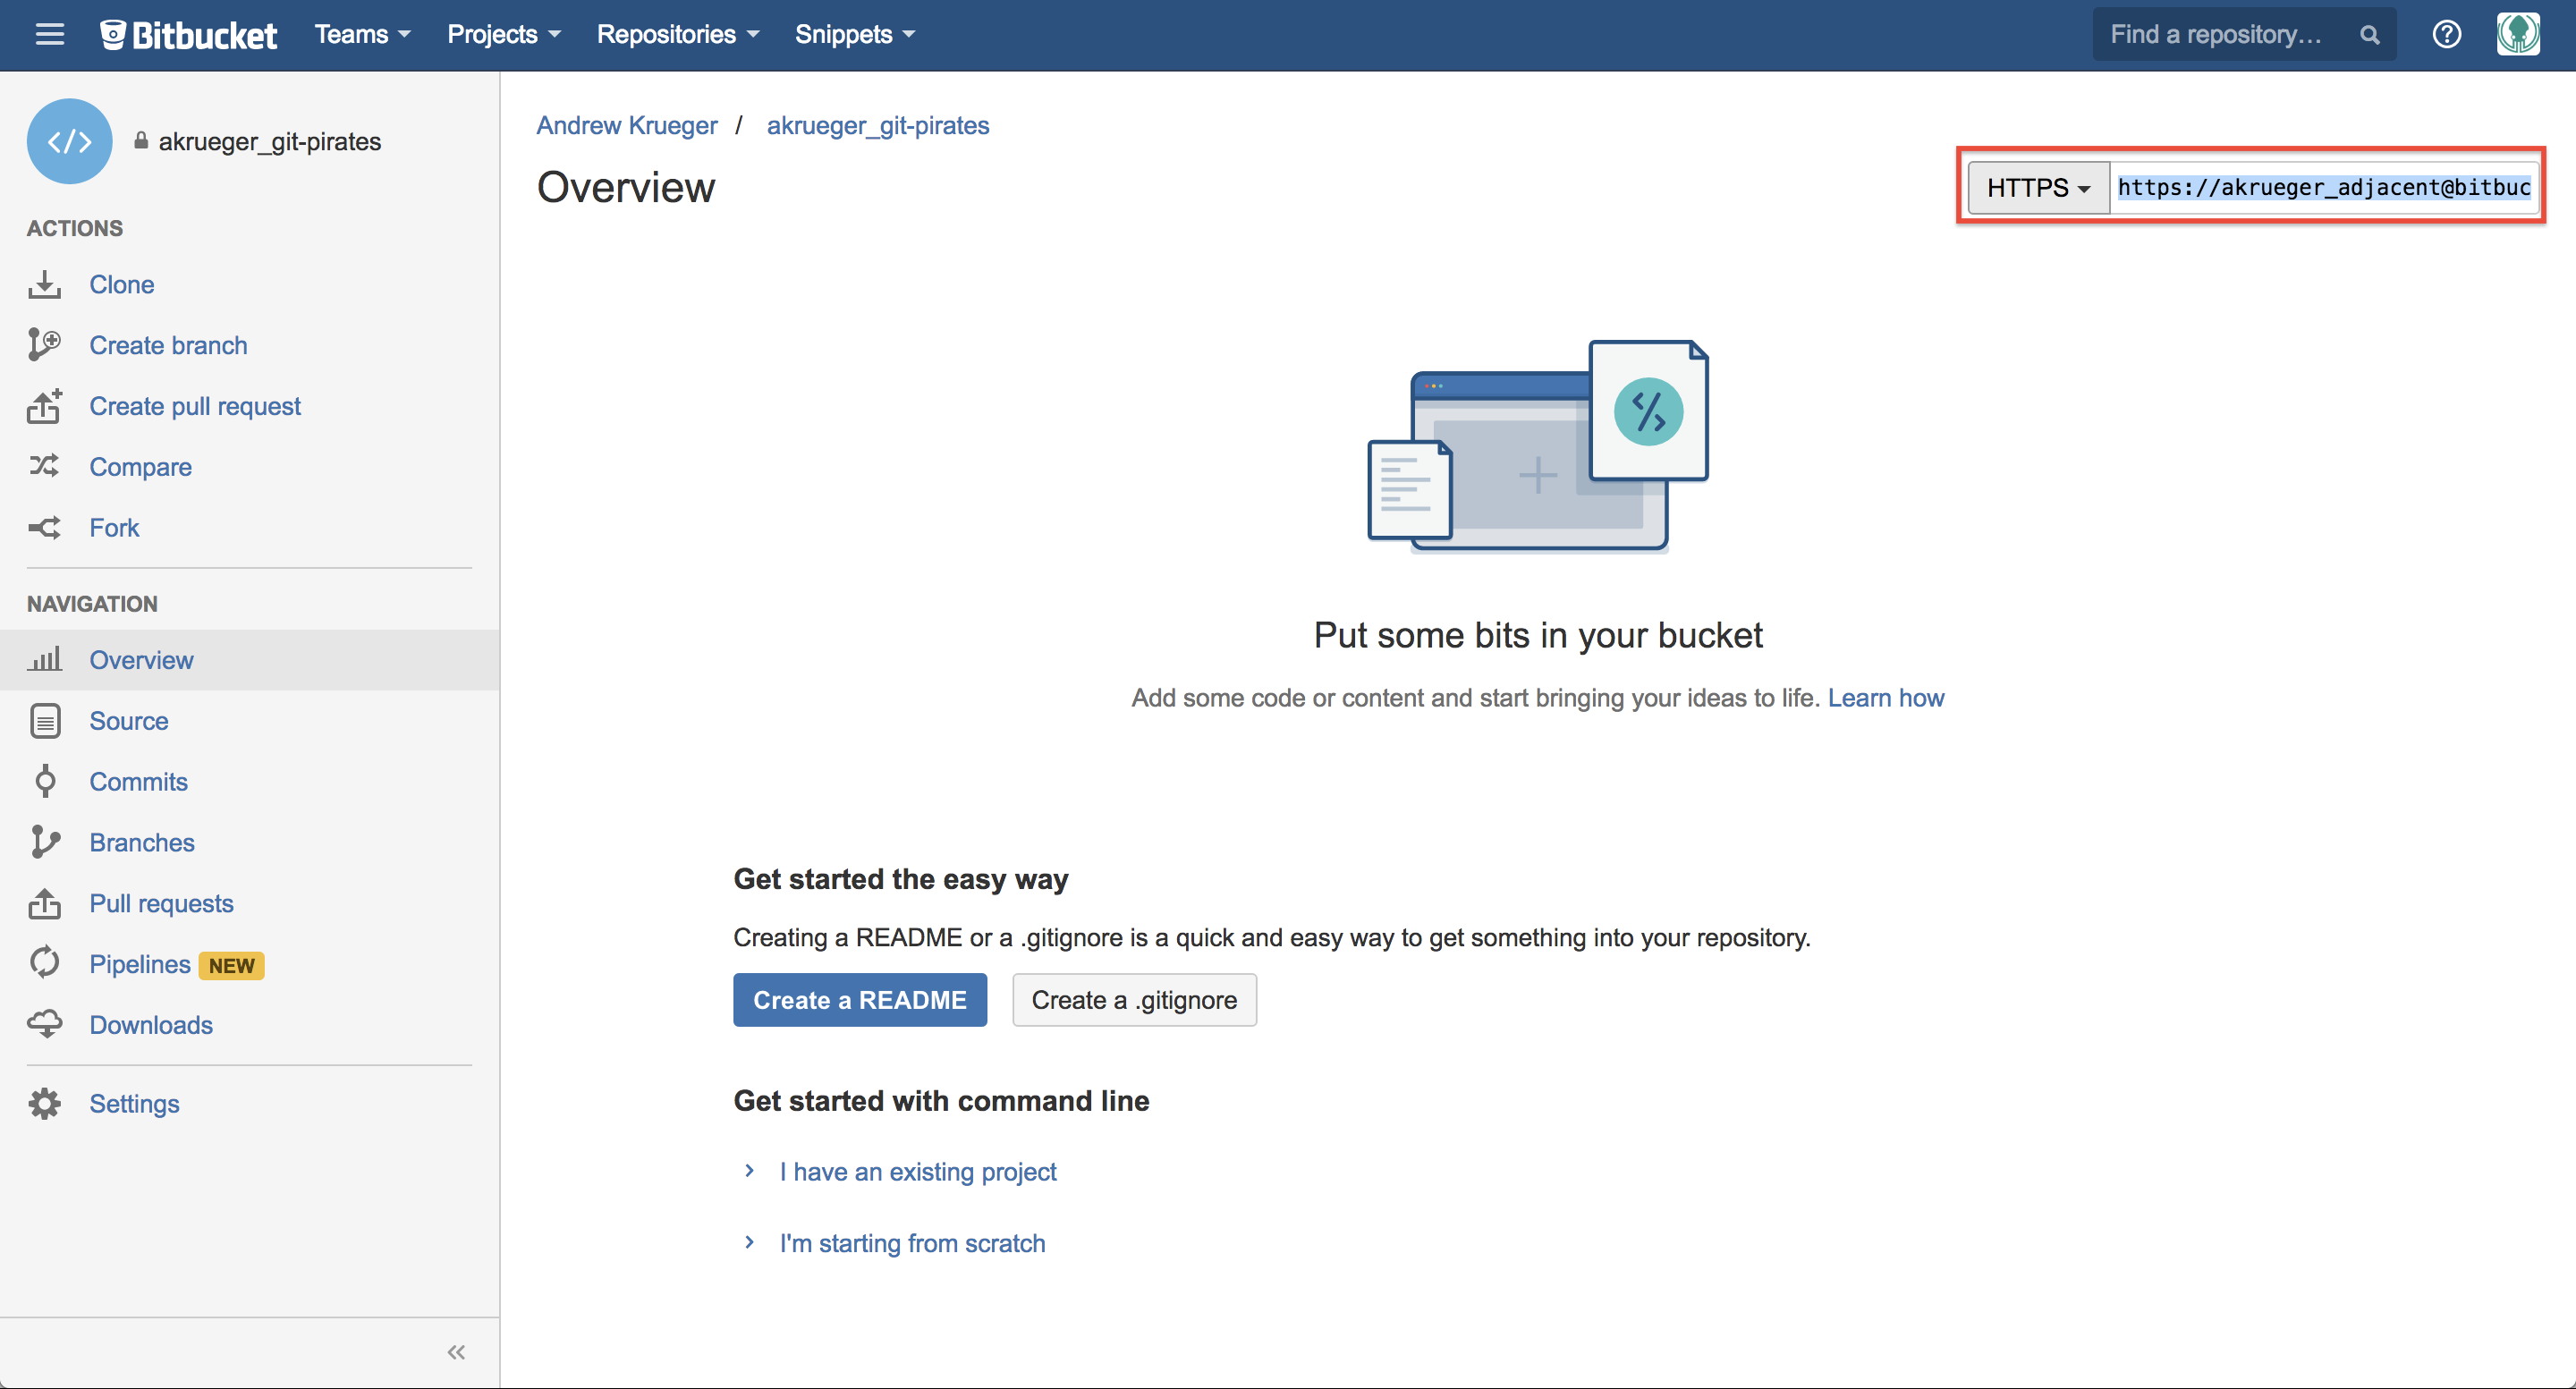 Bitbucket Teams Projects Repositories Snippets Find a repository...
akrueger_git-pirates
ACTIONS
Clone
Create branch
Create pull request
Compare
Fork
NAVIGATION
Overview
Source
Commits
Branches
Pull requests
Pipelines NEW
Downloads
Settings
Andrew Krueger / akrueger_git-pirates
Overview
HTTPS https://akrueger_adjacent@bitbuc
Put some bits in your bucket
Add some code or content and start bringing your ideas to life. Learn how
Get started the easy way
Creating a README or a .gitignore is a quick and easy way to get something into your repository.
Create a README Create a .gitignore
Get started with command line
I have an existing project
I'm starting from scratch